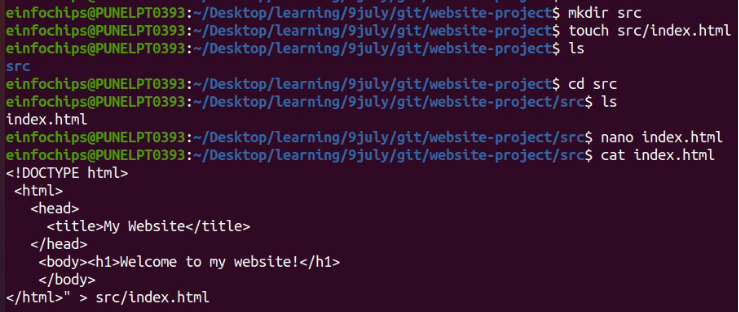 einfochips@PUNELPT0393:~/Desktop/learning/9july/git/website-project$ mkdir src
einfochips@PUNELPT0393:~/Desktop/learning/9july/git/website-project$ touch src/index.html
einfochips@PUNELPT0393:~/Desktop/learning/9july/git/website-project$ ls
src
einfochips@PUNELPT0393:~/Desktop/learning/9july/git/website-project$ cd src
einfochips@PUNELPT0393:~/Desktop/learning/9july/git/website-project/src$ ls
index.html
einfochips@PUNELPT0393:~/Desktop/learning/9july/git/website-project/src$ nano index.html
einfochips@PUNELPT0393:~/Desktop/learning/9july/git/website-project/src$ cat index.html
<!DOCTYPE html>
 <html>
   <head>
     <title>My Website</title>
   </head>
    <body><h1>Welcome to my website!</h1>
    </body>
</html>" > src/index.html